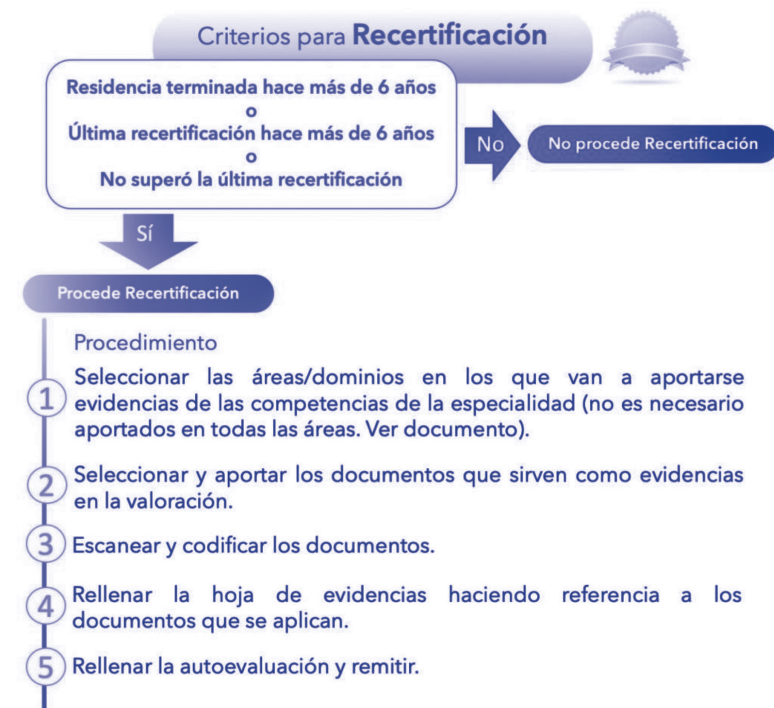 Criterios para Recertificación
Residencia terminada hace más de 6 años
o
Última recertificación hace más de 6 años
o
No superó la última recertificación
No
No procede Recertificación
Sí
Procede Recertificación
Procedimiento
1
Seleccionar las áreas/dominios en los que van a aportarse
evidencias de las competencias de la especialidad (no es necesario
aportados en todas las áreas. Ver documento).
2
Seleccionar y aportar los documentos que sirven como evidencias
en la valoración.
3
Escanear y codificar los documentos.
4
Rellenar la hoja de evidencias haciendo referencia a los
documentos que se aplican.
5
Rellenar la autoevaluación y remitir.